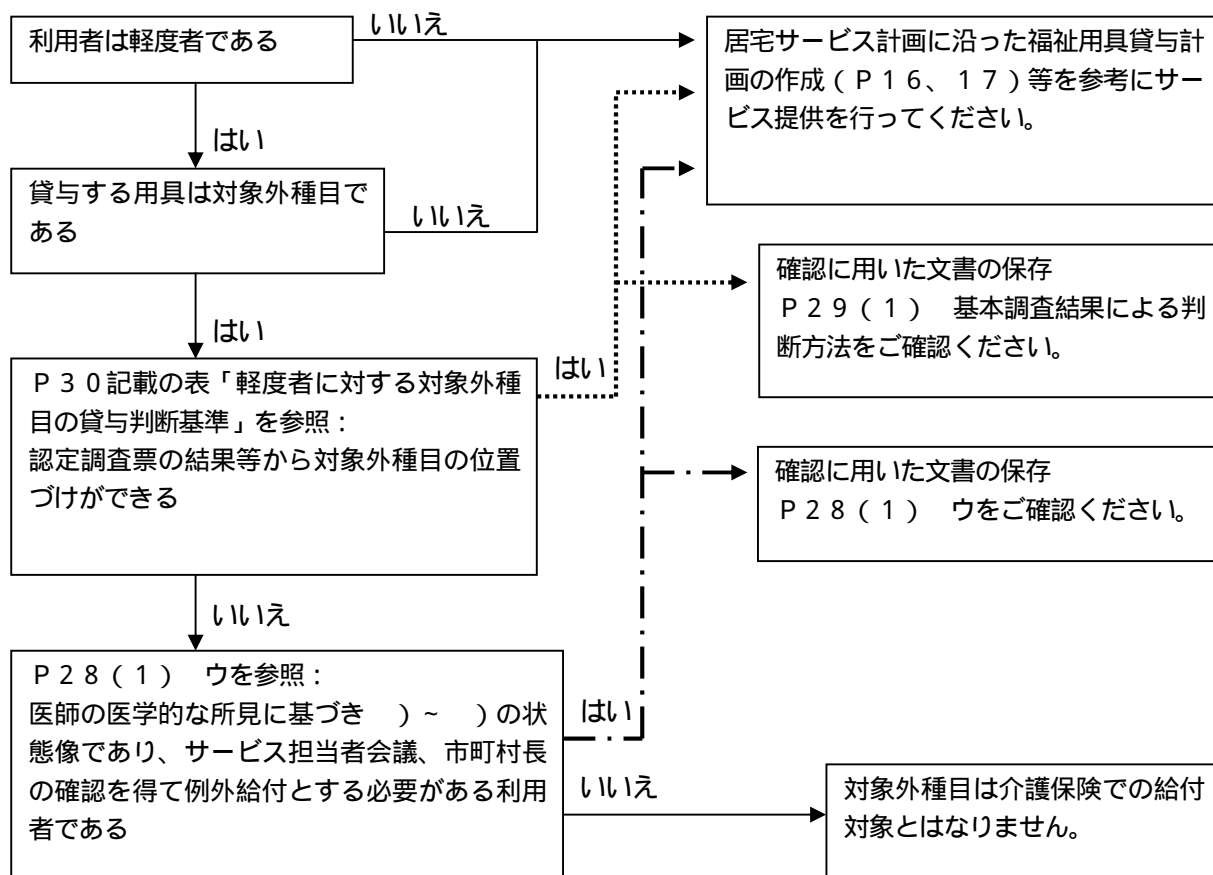 利用者は軽度者である
いいえ
居宅サービス計画に沿った福祉用具貸与計
画の作成(P16、17)等を参考にサー
ビス提供を行ってください。
はい
貸与する用具は対象外種目で
ある
いいえ
確認に用いた文書の保存
P29(1) 基本調査結果による判
断方法をご確認ください。
はい
P30記載の表「軽度者に対する対象外種
目の貸与判断基準」を参照:
認定調査票の結果等から対象外種目の位置
づけができる
はい
確認に用いた文書の保存
P28(1) ウをご確認ください。
いいえ
P28(1) ウを参照:
医師の医学的な所見に基づき )~ )の状
態像であり、サービス担当者会議、市町村長
の確認を得て例外給付とする必要がある利用
者である
はい
いいえ
対象外種目は介護保険での給付
対象とはなりません。